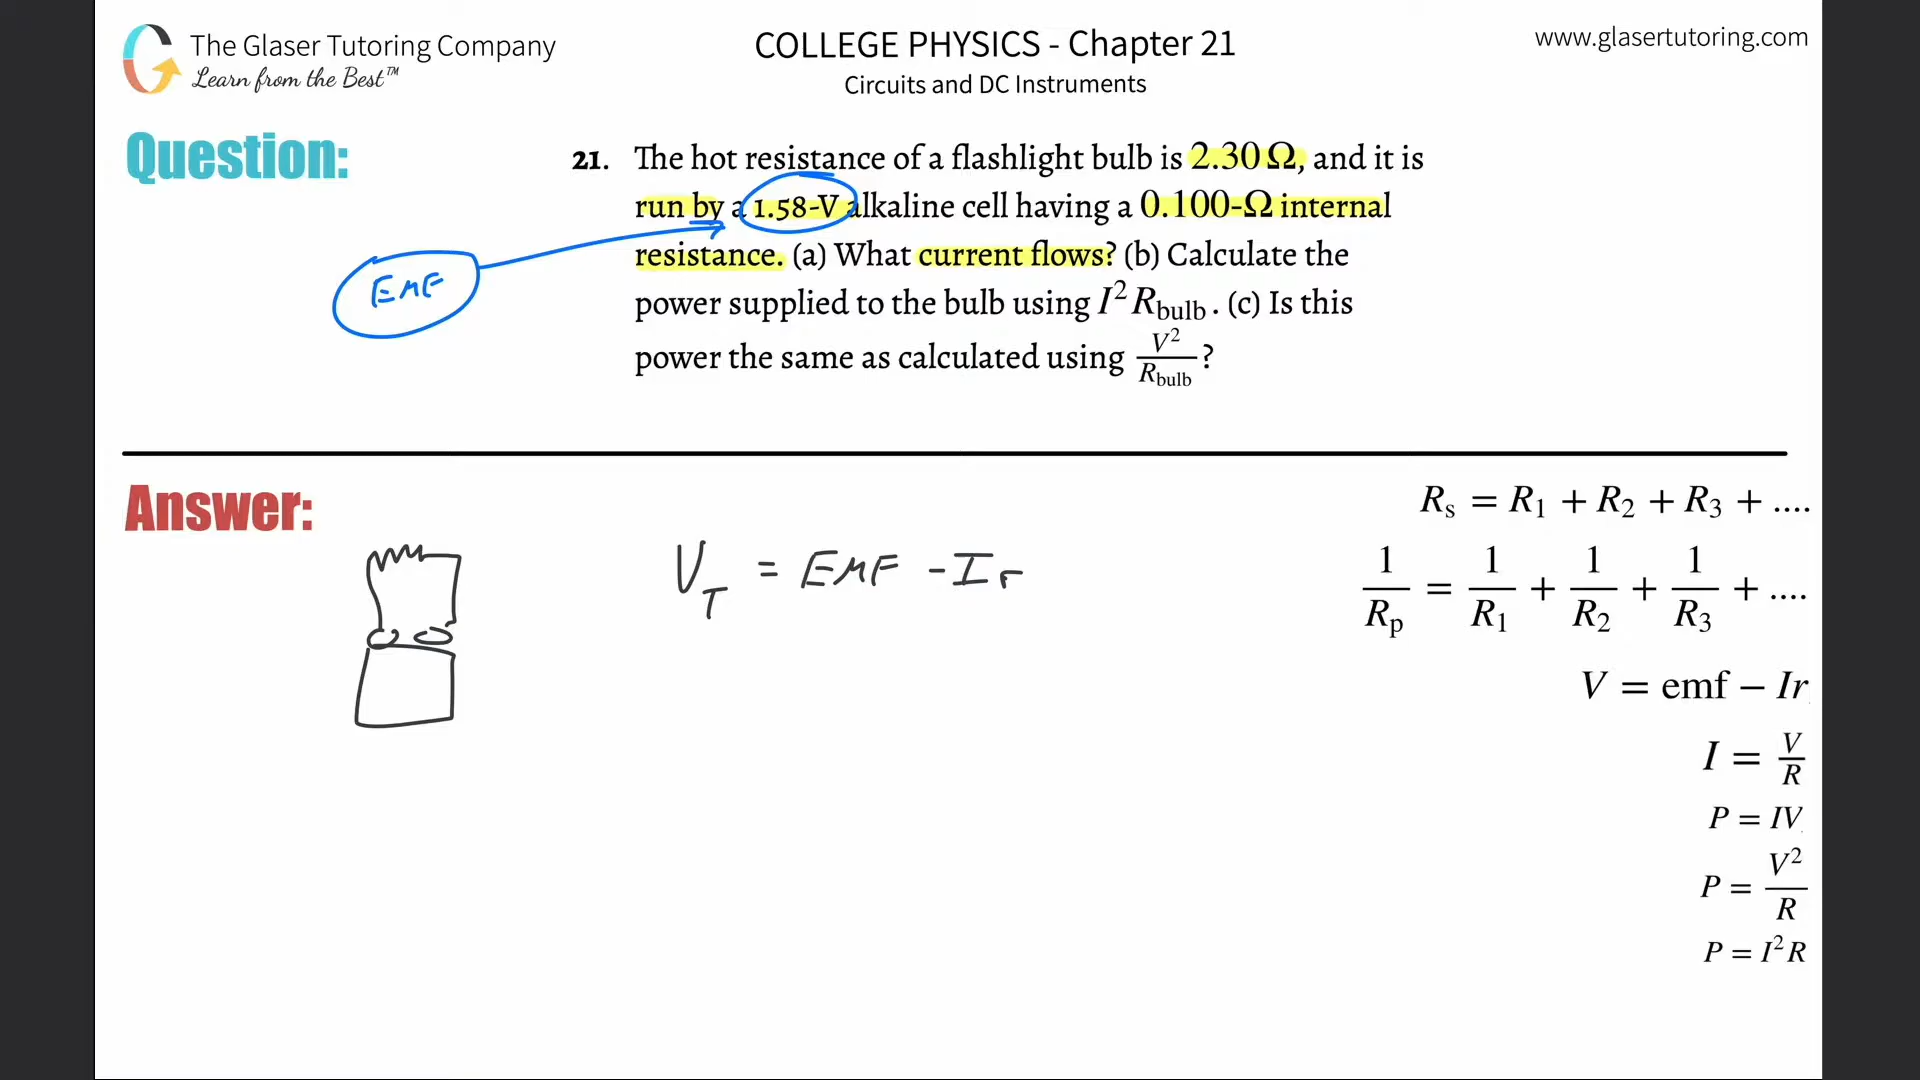 The Glaser Tutoring Company
Learn from the Best™
COLLEGE PHYSICS - Chapter 21
Circuits and DC Instruments
www.glasertutoring.com
Question:
21. The hot resistance of a flashlight bulb is 2.30 Ω, and it is
run by a 1.58-V alkaline cell having a 0.100-Ω internal
resistance. (a) What current flows? (b) Calculate the
power supplied to the bulb using I² R_bulb. (c) Is this
power the same as calculated using V²/R_bulb?
EMF
Answer:
V_T = EMF - Ir
R_s = R_1 + R_2 + R_3 + ....
1/R_p = 1/R_1 + 1/R_2 + 1/R_3 + ....
V = emf − Ir
I = V/R
P = IV
P = V²/R
P = I²R